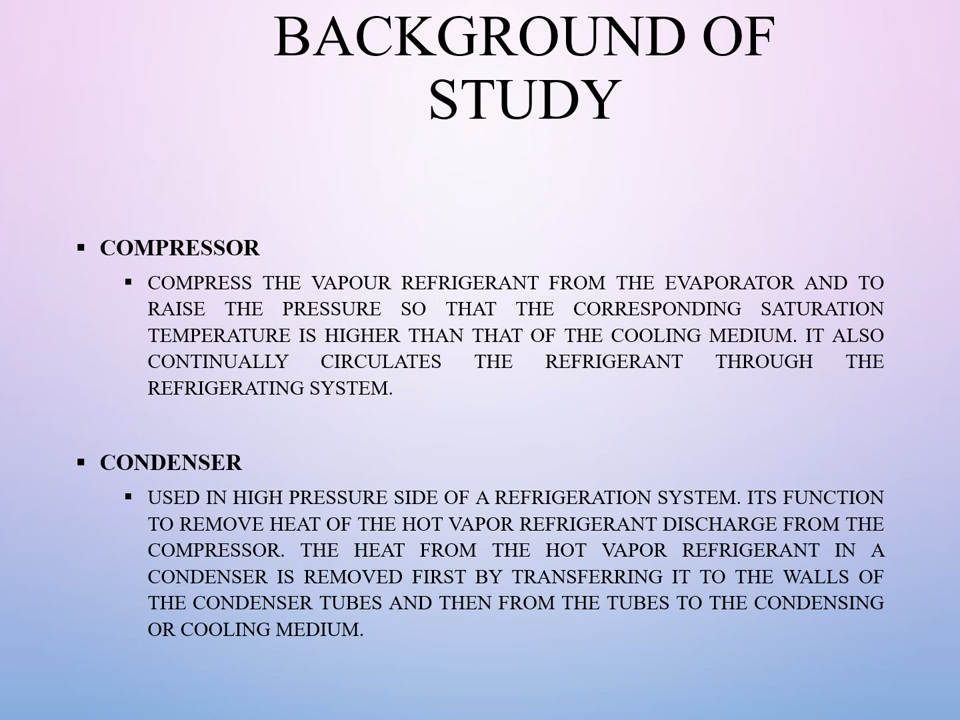 BACKGROUND OF
STUDY
▪ COMPRESSOR
▪ COMPRESS THE VAPOUR REFRIGERANT FROM THE EVAPORATOR AND TO
RAISE THE PRESSURE SO THAT THE CORRESPONDING SATURATION
TEMPERATURE IS HIGHER THAN THAT OF THE COOLING MEDIUM. IT ALSO
CONTINUALLY CIRCULATES THE REFRIGERANT THROUGH THE
REFRIGERATING SYSTEM.
▪ CONDENSER
▪ USED IN HIGH PRESSURE SIDE OF A REFRIGERATION SYSTEM. ITS FUNCTION
TO REMOVE HEAT OF THE HOT VAPOR REFRIGERANT DISCHARGE FROM THE
COMPRESSOR. THE HEAT FROM THE HOT VAPOR REFRIGERANT IN A
CONDENSER IS REMOVED FIRST BY TRANSFERRING IT TO THE WALLS OF
THE CONDENSER TUBES AND THEN FROM THE TUBES TO THE CONDENSING
OR COOLING MEDIUM.